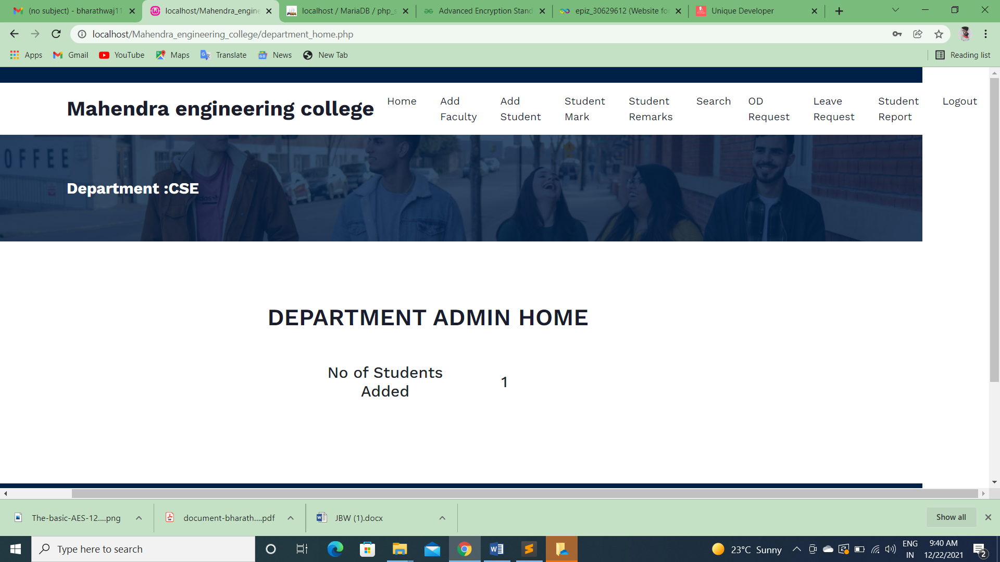 (no subject) - bharathwaj11
localhost/Mahendra_engine
localhost / MariaDB / php_s
Advanced Encryption Stand
epiz_30629612 (Website for
Unique Developer
localhost/Mahendra_engineering_college/department_home.php
Apps
Gmail
YouTube
Maps
Translate
News
New Tab
Reading list
Mahendra engineering college
Home
Add
Faculty
Add
Student
Student
Mark
Student
Remarks
Search
OD
Request
Leave
Request
Student
Report
Logout
OFFEE
Department :CSE
DEPARTMENT ADMIN HOME
No of Students
Added
1
The-basic-AES-12....png
document-bharath....pdf
JBW (1).docx
Show all
Type here to search
23°C Sunny
ENG
IN
9:40 AM
12/22/2021
2